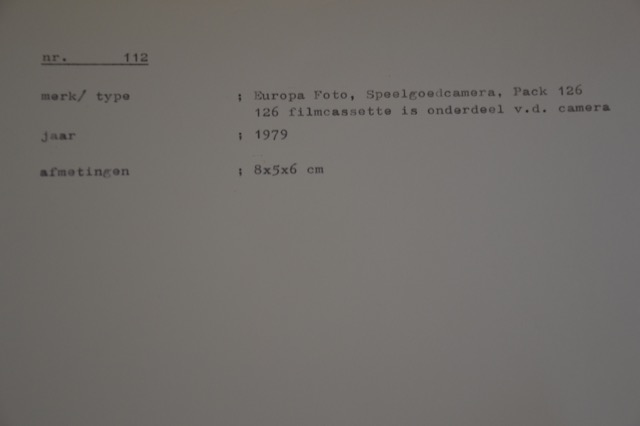 nr. 112
merk/ type ; Europa Foto, Speelgoedcamera, Pack 126
126 filmcassette is onderdeel v.d. camera
jaar ; 1979
afmetingen ; 8x5x6 cm